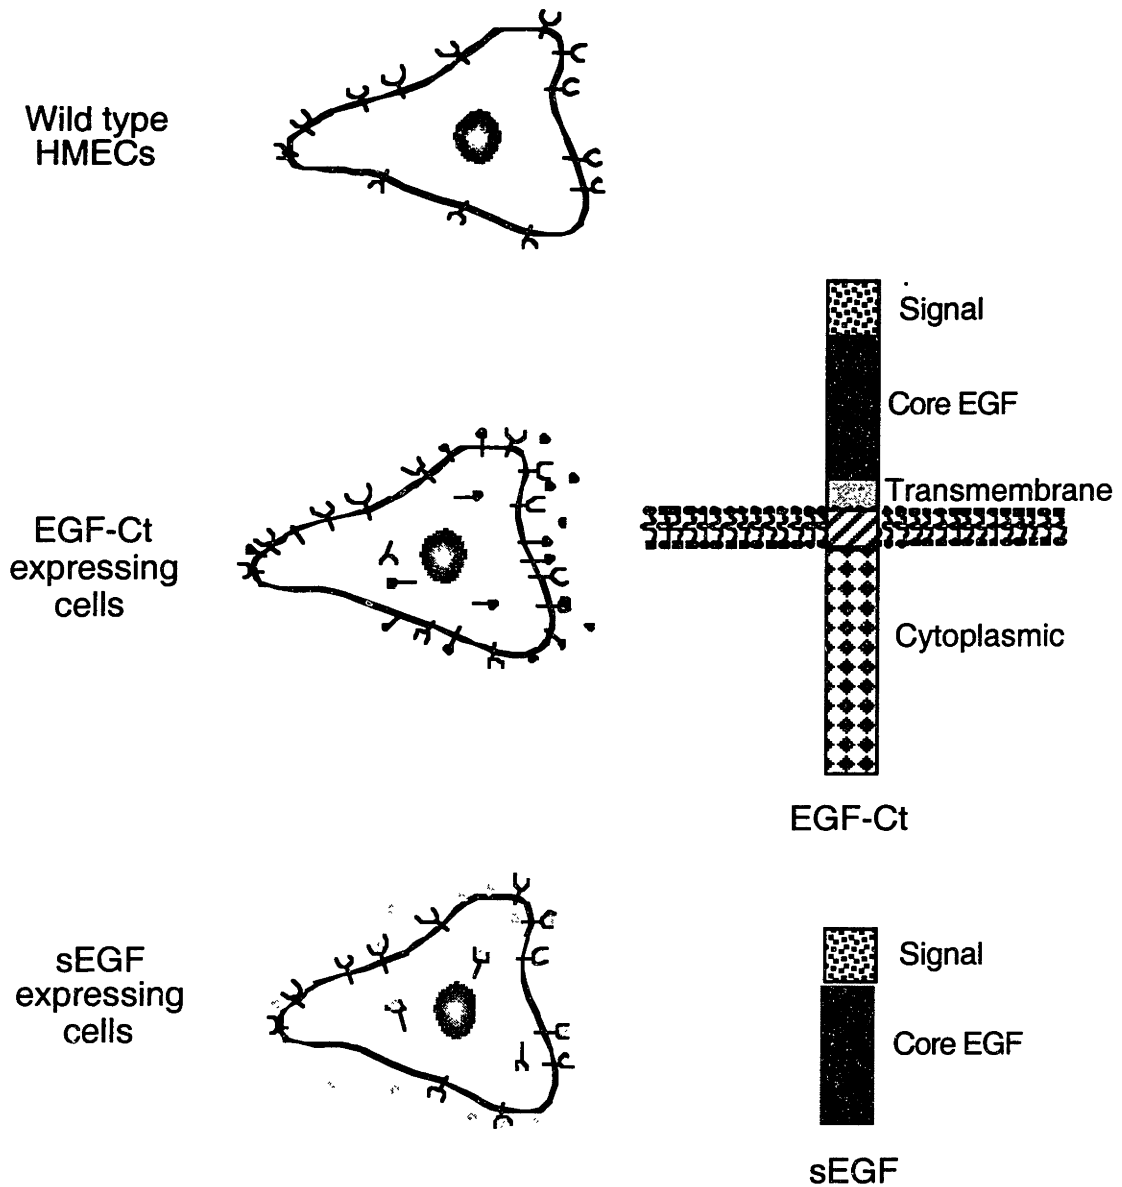 Wild type
HMECs
Signal
Core EGF
Transmembrane
EGF-Ct
expressing
cells
Cytoplasmic
EGF-Ct
sEGF
expressing
cells
Signal
Core EGF
sEGF